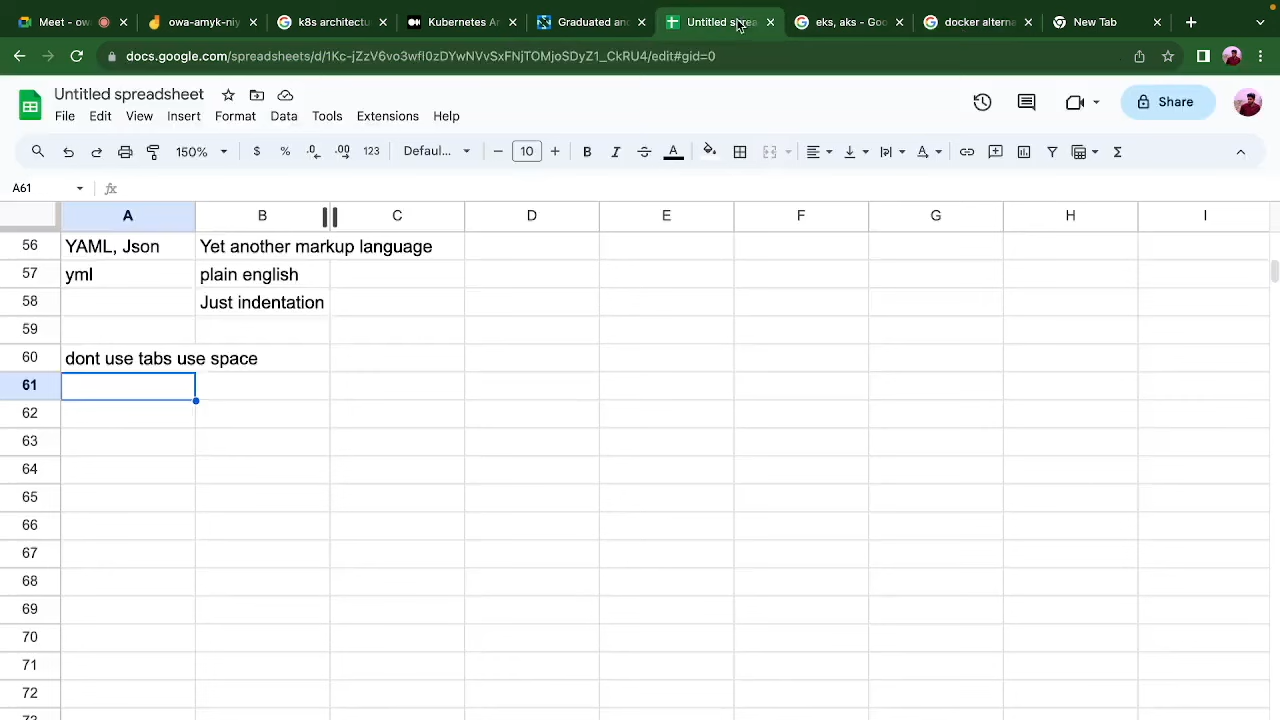 Meet - ow
owa-amyk-niy
k8s architectu
Kubernetes Ar
Graduated and
Untitled sprea
eks, aks - Goo
docker alterna
New Tab
docs.google.com/spreadsheets/d/1Kc-jZzV6vo3wfI0zDYwNVvSxFNjTOMjoSDyZ1_CkRU4/edit#gid=0
Untitled spreadsheet
File Edit View Insert Format Data Tools Extensions Help
Share
150% $ % .0 .00 123 Defaul... − 10 + B I A Σ
A61 fx
A B C D E F G H I
56 YAML, Json Yet another markup language
57 yml plain english
58 Just indentation
59
60 dont use tabs use space
61
62
63
64
65
66
67
68
69
70
71
72
73